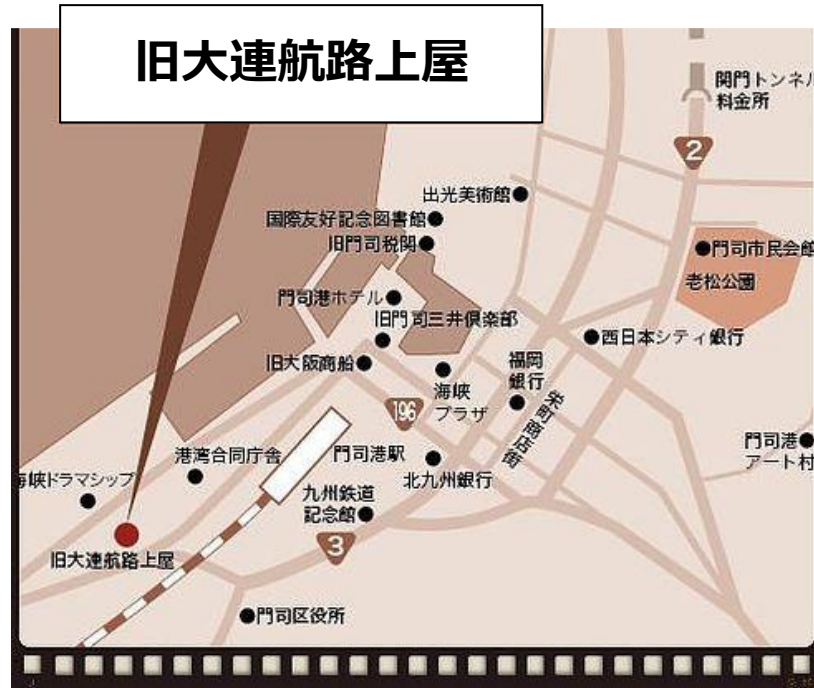 旧大連航路上屋
関門トンネル
料金所
2
出光美術館
国際友好記念図書館
旧門司税関
門司市民会館
老松公園
門司港ホテル
旧門司三井倶楽部
西日本シティ銀行
旧大阪商船
福岡
銀行
海峡
プラザ
196
栄町商店街
門司港
アート村
港湾合同庁舎
門司港駅
北九州銀行
海峡ドラマシップ
九州鉄道
記念館
3
旧大連航路上屋
門司区役所